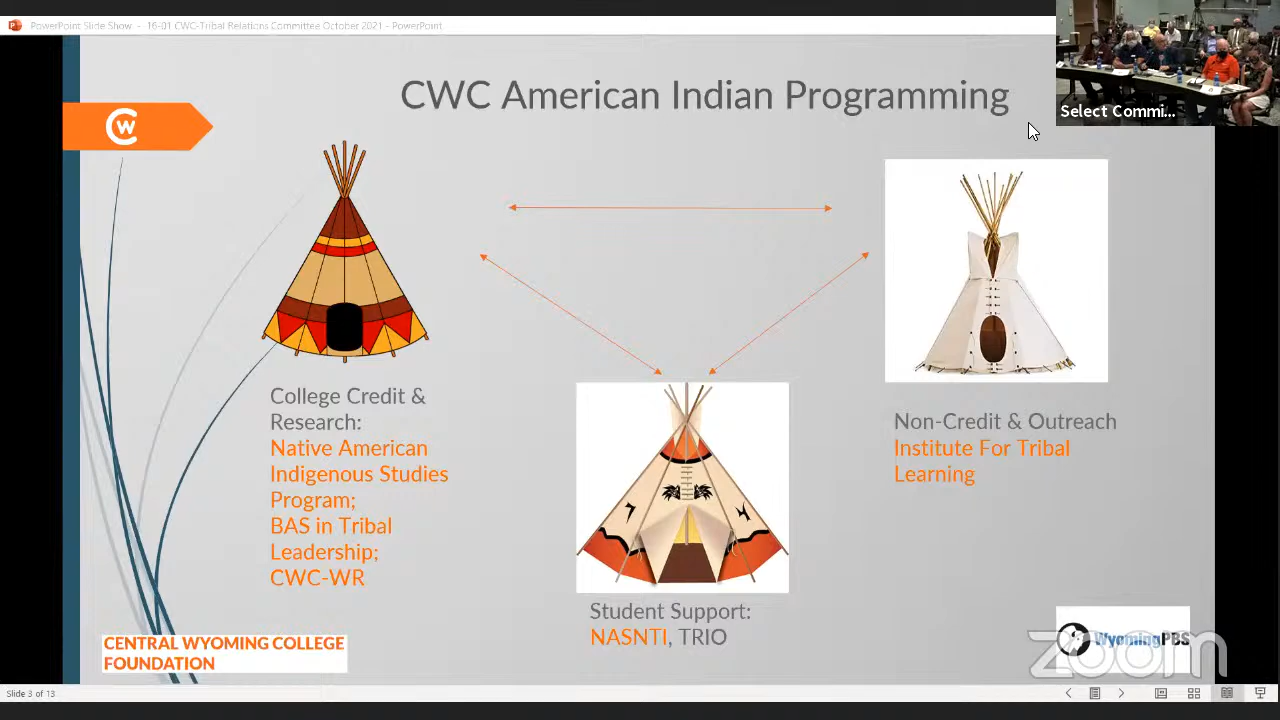 PowerPoint Slide Show - 16-01 CWC-Tribal Relations Committee October 2021 - PowerPoint
CWC American Indian Programming
Select Commi...
CW
College Credit &
Research:
Native American
Indigenous Studies
Program;
BAS in Tribal
Leadership;
CWC-WR
Non-Credit & Outreach
Institute For Tribal
Learning
Student Support:
NASNTI, TRIO
CENTRAL WYOMING COLLEGE
FOUNDATION
WyomingPBS
zoom
Slide 3 of 13